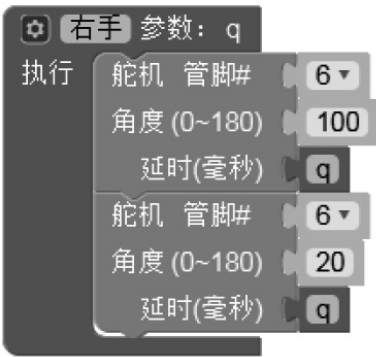 右手 参数： q
执行 舵机 管脚# 6
角度 (0~180) 100
延时(毫秒) q
舵机 管脚# 6
角度 (0~180) 20
延时(毫秒) q